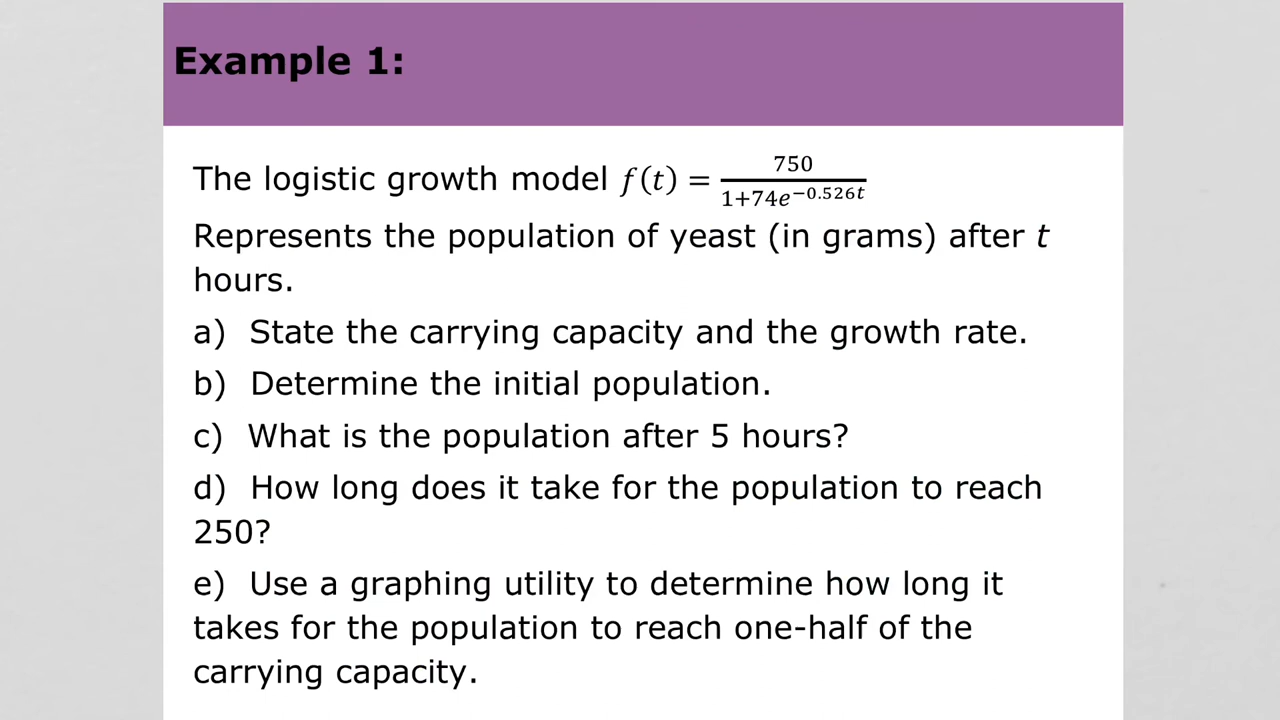 Example 1:
The logistic growth model f(t) = 750/(1+74e^(−0.526t))
Represents the population of yeast (in grams) after t
hours.
a) State the carrying capacity and the growth rate.
b) Determine the initial population.
c) What is the population after 5 hours?
d) How long does it take for the population to reach
250?
e) Use a graphing utility to determine how long it
takes for the population to reach one-half of the
carrying capacity.